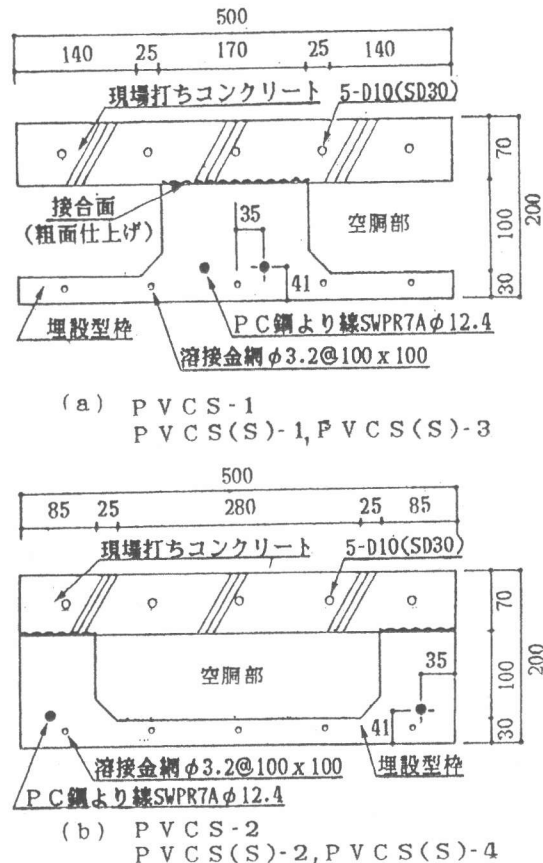 500
140 25 170 25 140
現場打ちコンクリート 5-D10(SD30)
70
接合面
(粗面仕上げ)
35
空胴部
100
200
41
30
埋設型枠
PC鋼より線SWPR7Aφ12.4
溶接金網φ3.2@100x100
(a) PVCS-1
PVCS(S)-1,PVCS(S)-3
500
85 25 280 25 85
現場打ちコンクリート 5-D10(SD30)
70
空胴部
35
100
200
41
30
溶接金網φ3.2@100x100 埋設型枠
PC鋼より線SWPR7Aφ12.4
(b) PVCS-2
PVCS(S)-2,PVCS(S)-4